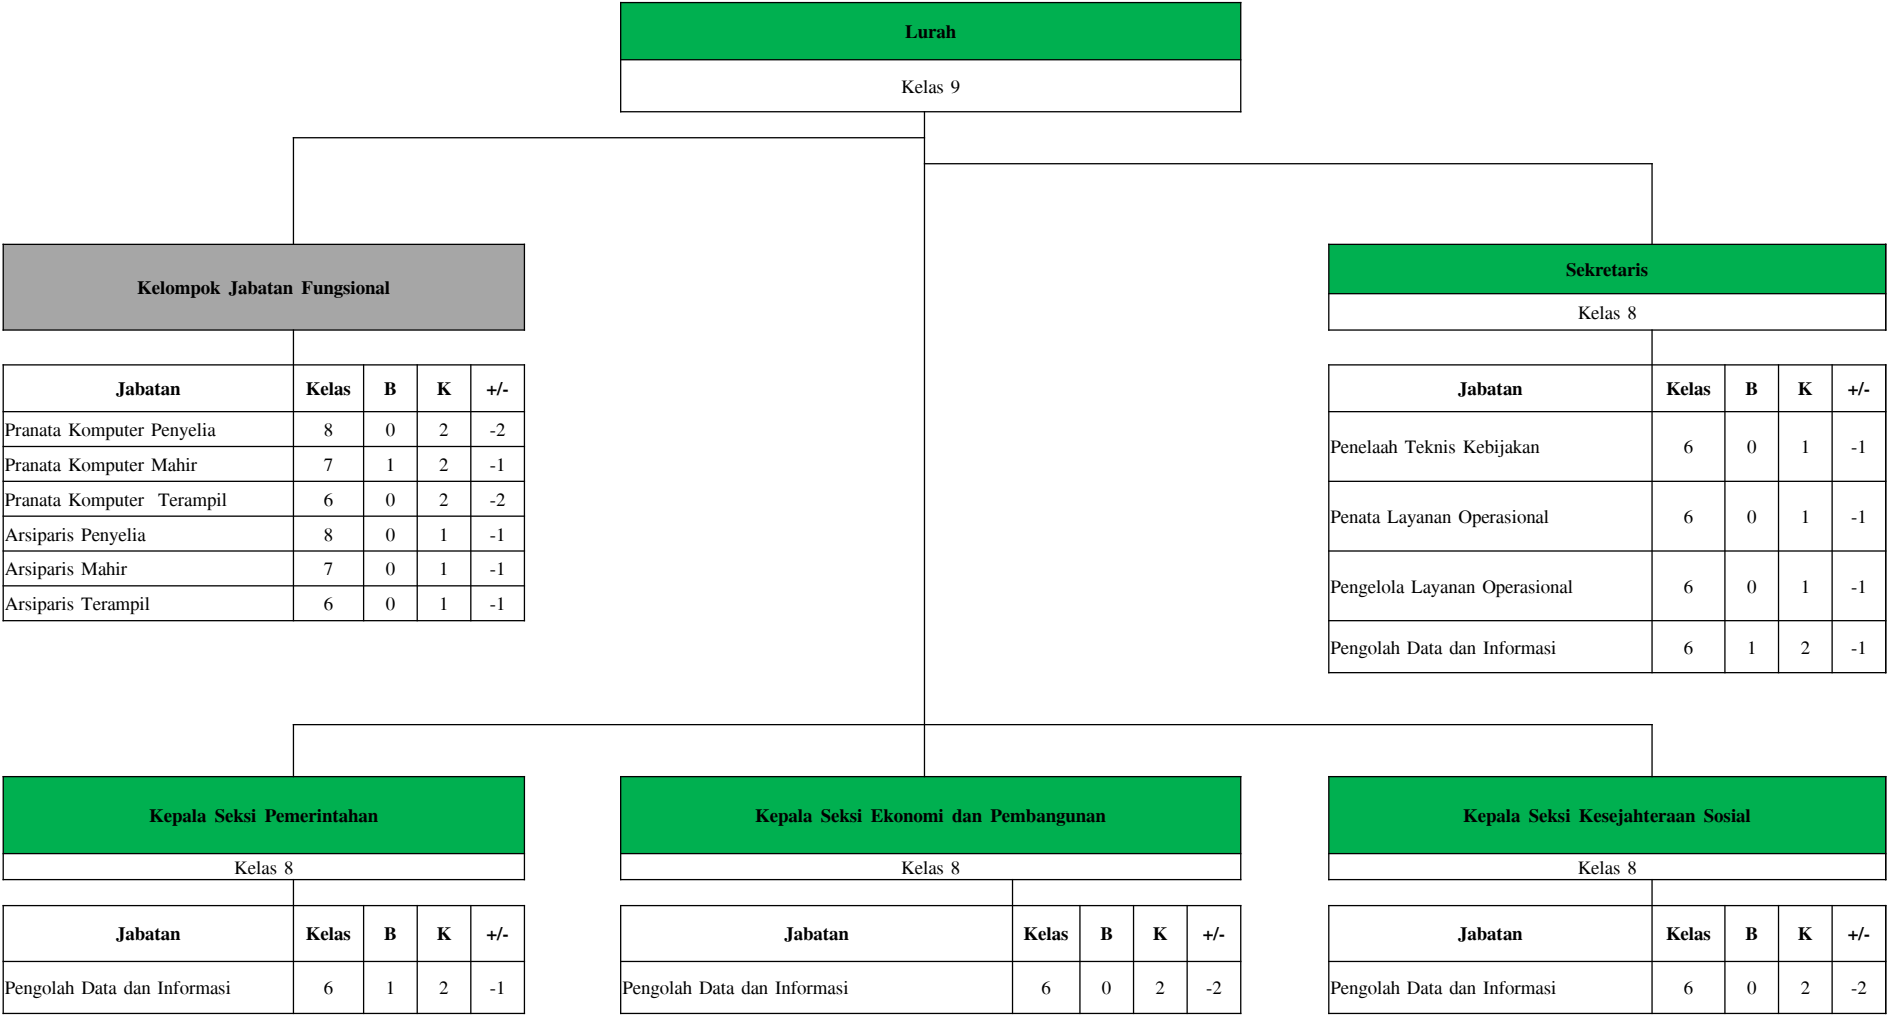 Lurah
Kelas 9
Kelompok Jabatan Fungsional
Jabatan Kelas B K +/-
Pranata Komputer Penyelia 8 0 2 -2
Pranata Komputer Mahir 7 1 2 -1
Pranata Komputer Terampil 6 0 2 -2
Arsiparis Penyelia 8 0 1 -1
Arsiparis Mahir 7 0 1 -1
Arsiparis Terampil 6 0 1 -1
Sekretaris
Kelas 8
Jabatan Kelas B K +/-
Penelaah Teknis Kebijakan 6 0 1 -1
Penata Layanan Operasional 6 0 1 -1
Pengelola Layanan Operasional 6 0 1 -1
Pengolah Data dan Informasi 6 1 2 -1
Kepala Seksi Pemerintahan
Kelas 8
Jabatan Kelas B K +/-
Pengolah Data dan Informasi 6 1 2 -1
Kepala Seksi Ekonomi dan Pembangunan
Kelas 8
Jabatan Kelas B K +/-
Pengolah Data dan Informasi 6 0 2 -2
Kepala Seksi Kesejahteraan Sosial
Kelas 8
Jabatan Kelas B K +/-
Pengolah Data dan Informasi 6 0 2 -2